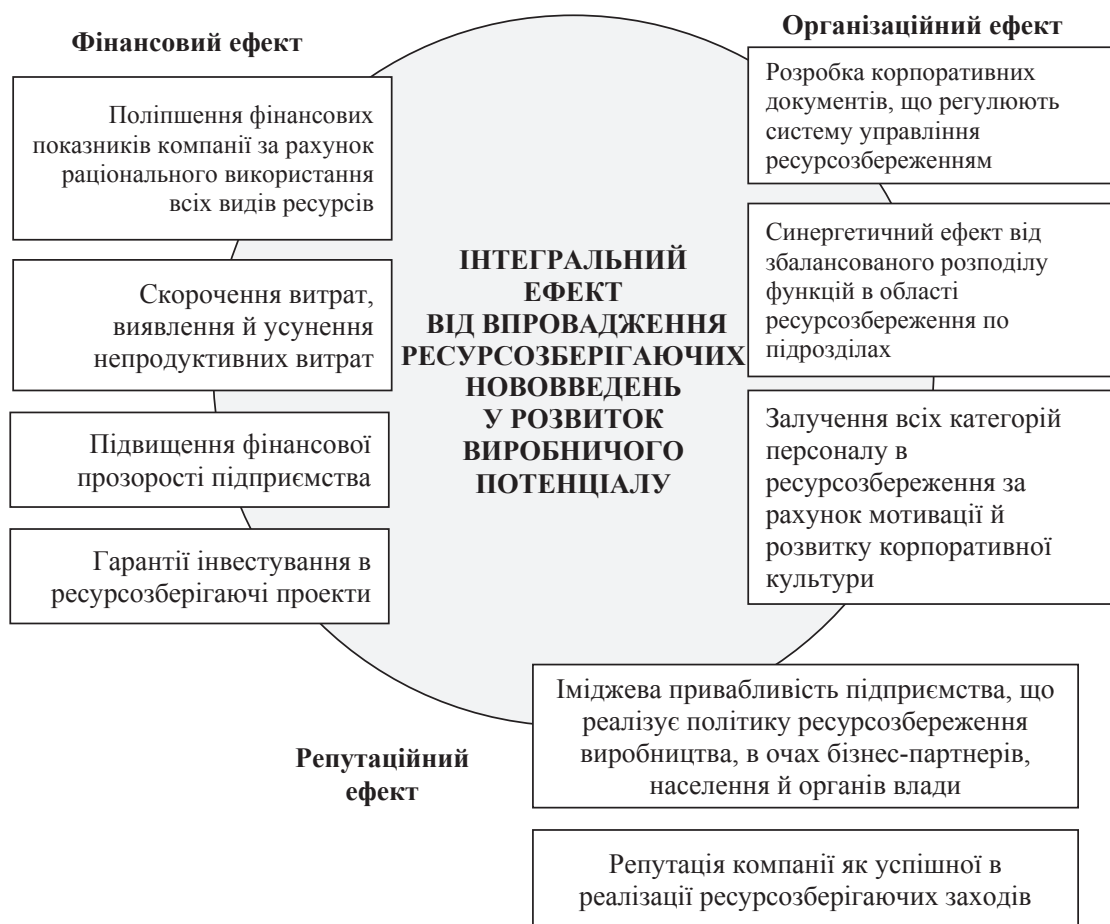 Фінансовий ефект
Поліпшення фінансових
показників компанії за рахунок
раціонального використання
всіх видів ресурсів
Скорочення витрат,
виявлення й усунення
непродуктивних витрат
Підвищення фінансової
прозорості підприємства
Гарантії інвестування в
ресурсозберігаючі проекти
ІНТЕГРАЛЬНИЙ
ЕФЕКТ
ВІД ВПРОВАДЖЕННЯ
РЕСУРСОЗБЕРІГАЮЧИХ
НОВОВВЕДЕНЬ
У РОЗВИТОК
ВИРОБНИЧОГО
ПОТЕНЦІАЛУ
Організаційний ефект
Розробка корпоративних
документів, що регулюють
систему управління
ресурсозбереженням
Синергетичний ефект від
збалансованого розподілу
функцій в області
ресурсозбереження по
підрозділах
Залучення всіх категорій
персоналу в
ресурсозбереження за
рахунок мотивації й
розвитку корпоративної
культури
Репутаційний
ефект
Іміджева привабливість підприємства, що
реалізує політику ресурсозбереження
виробництва, в очах бізнес-партнерів,
населення й органів влади
Репутація компанії як успішної в
реалізації ресурсозберігаючих заходів